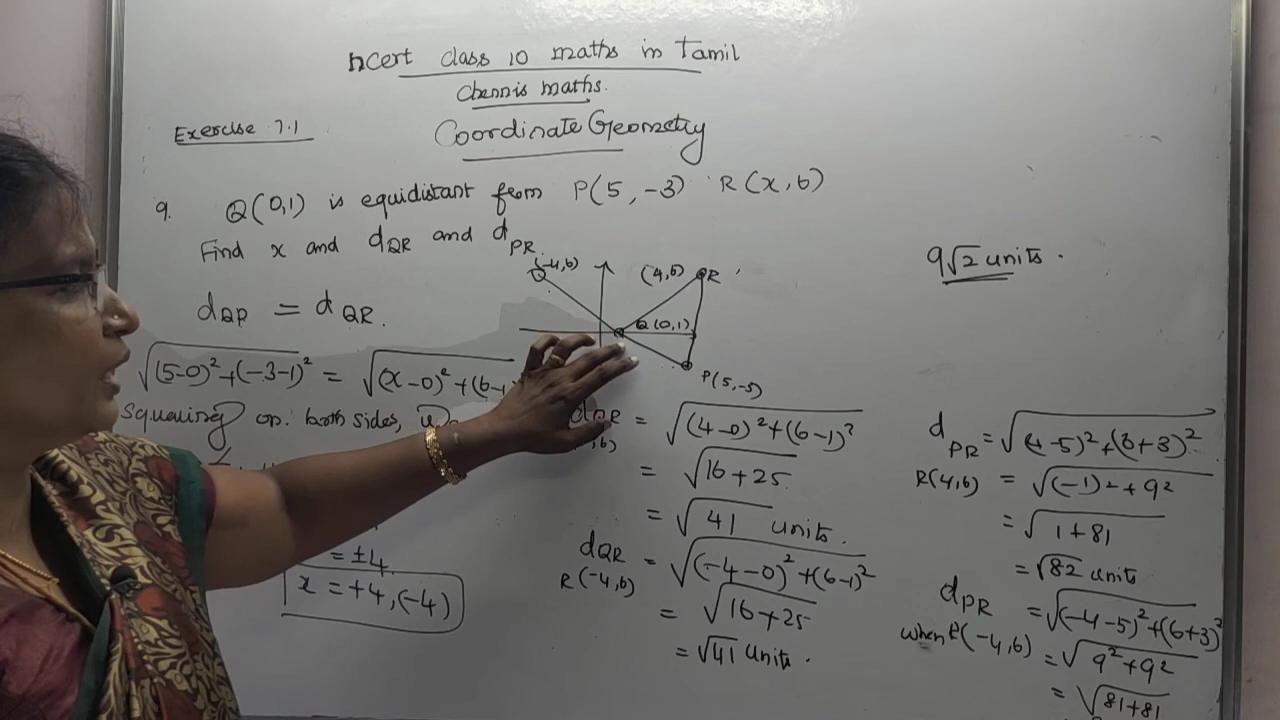 ncert class 10 maths in Tamil
Chennis maths.
Exercise 7.1
Coordinate Geometry
9. Q(0,1) is equidistant from P(5,-3) R(x,6)
Find x and dQR and dPR.
9√2 units.
(-4,6)
(4,6) R
Q(0,1)
P(5,-5)
dQP = dQR.
√(5-0)²+(-3-1)² = √(x-0)²+(6-1
Squaring on both sides,
= ±4
x = +4,(-4)
dQR = √(4-0)²+(6-1)²
,6)
= √16+25
= √41 units.
dQR = √(-4-0)²+(6-1)²
R(-4,6)
= √16+25
= √41 units.
dPR = √(4-5)²+(6+3)²
R(4,6) = √(-1)²+9²
= √1+81
= √82 units
dPR = √(-4-5)²+(6+3)²
when R(-4,6) = √9²+9²
= √81+81